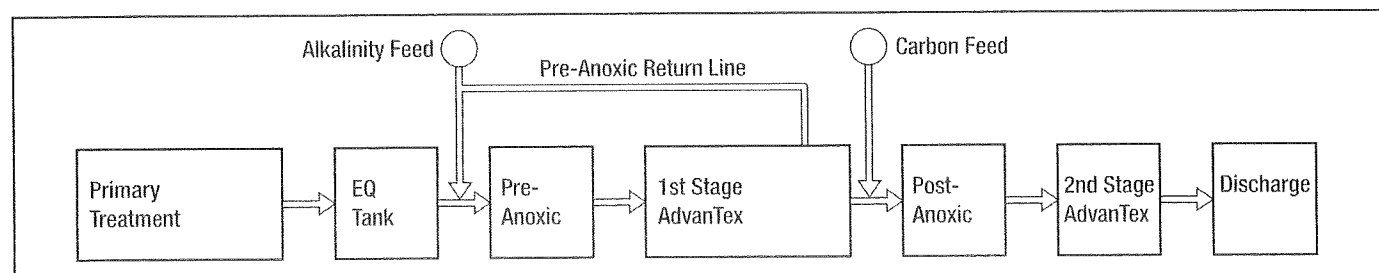 Alkalinity Feed
Carbon Feed
Pre-Anoxic Return Line
Primary
Treatment
EQ
Tank
Pre-
Anoxic
1st Stage
AdvanTex
Post-
Anoxic
2nd Stage
AdvanTex
Discharge